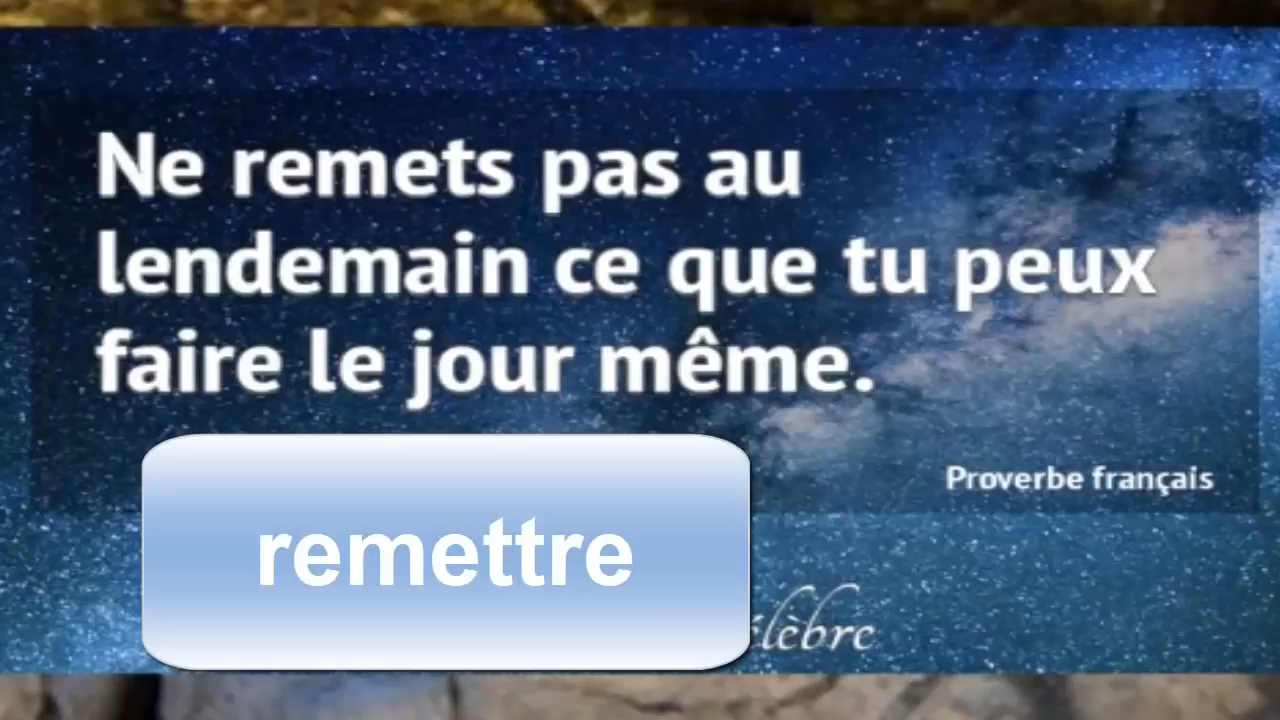 Ne remets pas au
lendemain ce que tu peux
faire le jour même.
Proverbe français
remettre